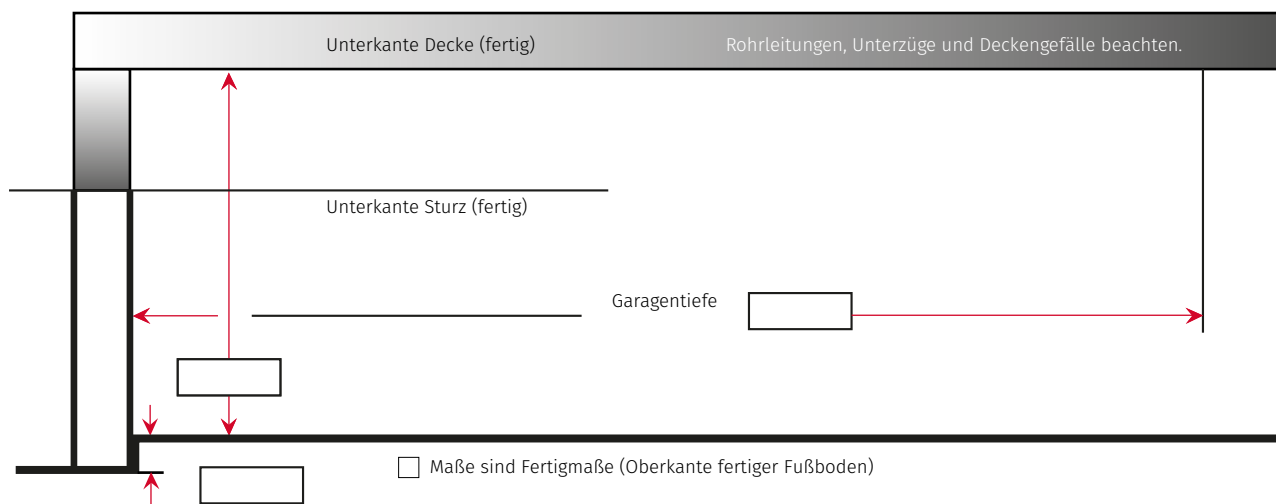 Unterkante Decke (fertig)
Rohrleitungen, Unterzüge und Deckengefälle beachten.
Unterkante Sturz (fertig)
Garagentiefe
Maße sind Fertigmaße (Oberkante fertiger Fußboden)